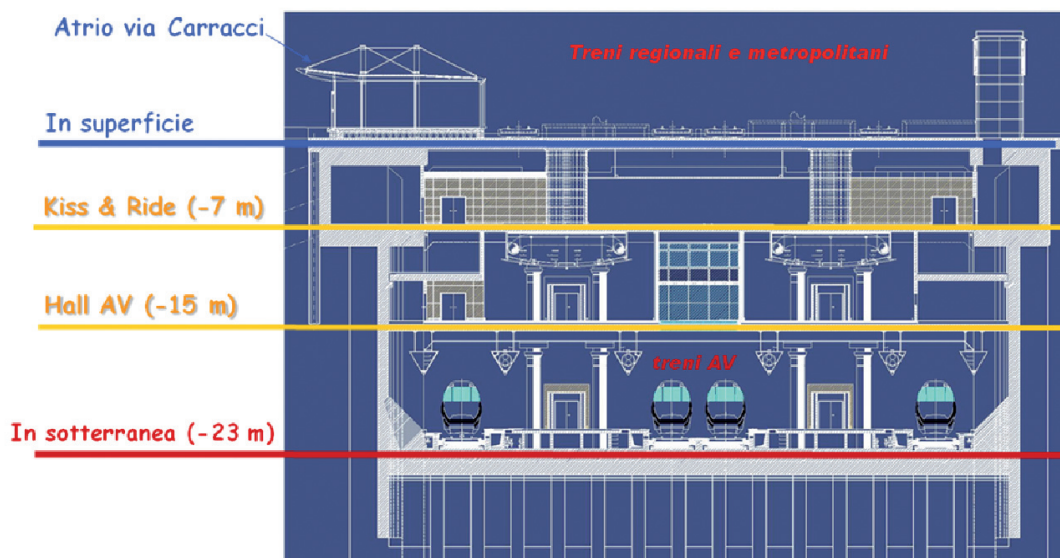 Atrio via Carracci
Treni regionali e metropolitani
In superficie
Kiss & Ride (-7 m)
Hall AV (-15 m)
treni AV
In sotterranea (-23 m)